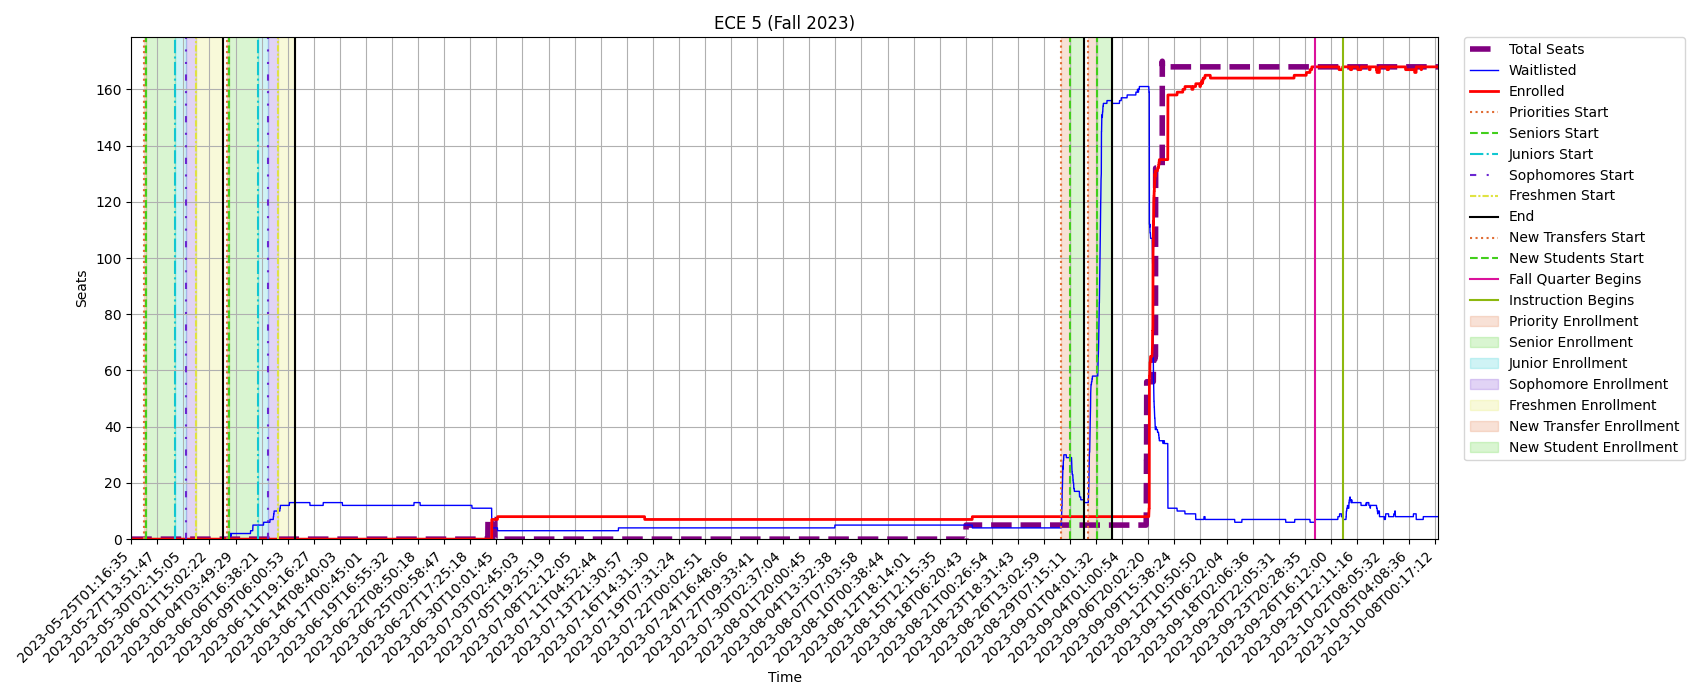 ECE 5 (Fall 2023)
Seats
160
140
120
100
80
60
40
20
0
2023-05-25T01:16:35
2023-05-27T13:51:47
2023-05-30T02:15:05
2023-06-01T15:02:22
2023-06-04T03:49:29
2023-06-06T16:38:21
2023-06-09T06:00:53
2023-06-11T19:16:27
2023-06-14T08:40:03
2023-06-17T00:45:01
2023-06-19T16:55:32
2023-06-22T08:50:18
2023-06-25T00:58:47
2023-06-27T17:25:18
2023-06-30T10:01:45
2023-07-03T02:45:03
2023-07-05T19:25:19
2023-07-08T12:12:05
2023-07-11T04:52:44
2023-07-13T21:30:57
2023-07-16T14:31:30
2023-07-19T07:31:24
2023-07-22T00:02:51
2023-07-24T16:48:06
2023-07-27T09:33:41
2023-07-30T02:37:04
2023-08-01T20:00:45
2023-08-04T13:32:38
2023-08-07T07:03:58
2023-08-10T00:38:44
2023-08-12T18:14:01
2023-08-15T12:15:35
2023-08-18T06:20:43
2023-08-21T00:26:54
2023-08-23T18:31:43
2023-08-26T13:02:59
2023-08-29T07:15:11
2023-09-01T04:01:32
2023-09-04T01:00:54
2023-09-06T20:02:20
2023-09-09T15:38:24
2023-09-12T10:50:50
2023-09-15T06:22:04
2023-09-18T02:06:36
2023-09-20T22:05:31
2023-09-23T20:28:35
2023-09-26T16:12:00
2023-09-29T12:11:16
2023-10-02T08:05:32
2023-10-05T04:08:36
2023-10-08T00:17:12
Time
Total Seats
Waitlisted
Enrolled
Priorities Start
Seniors Start
Juniors Start
Sophomores Start
Freshmen Start
End
New Transfers Start
New Students Start
Fall Quarter Begins
Instruction Begins
Priority Enrollment
Senior Enrollment
Junior Enrollment
Sophomore Enrollment
Freshmen Enrollment
New Transfer Enrollment
New Student Enrollment